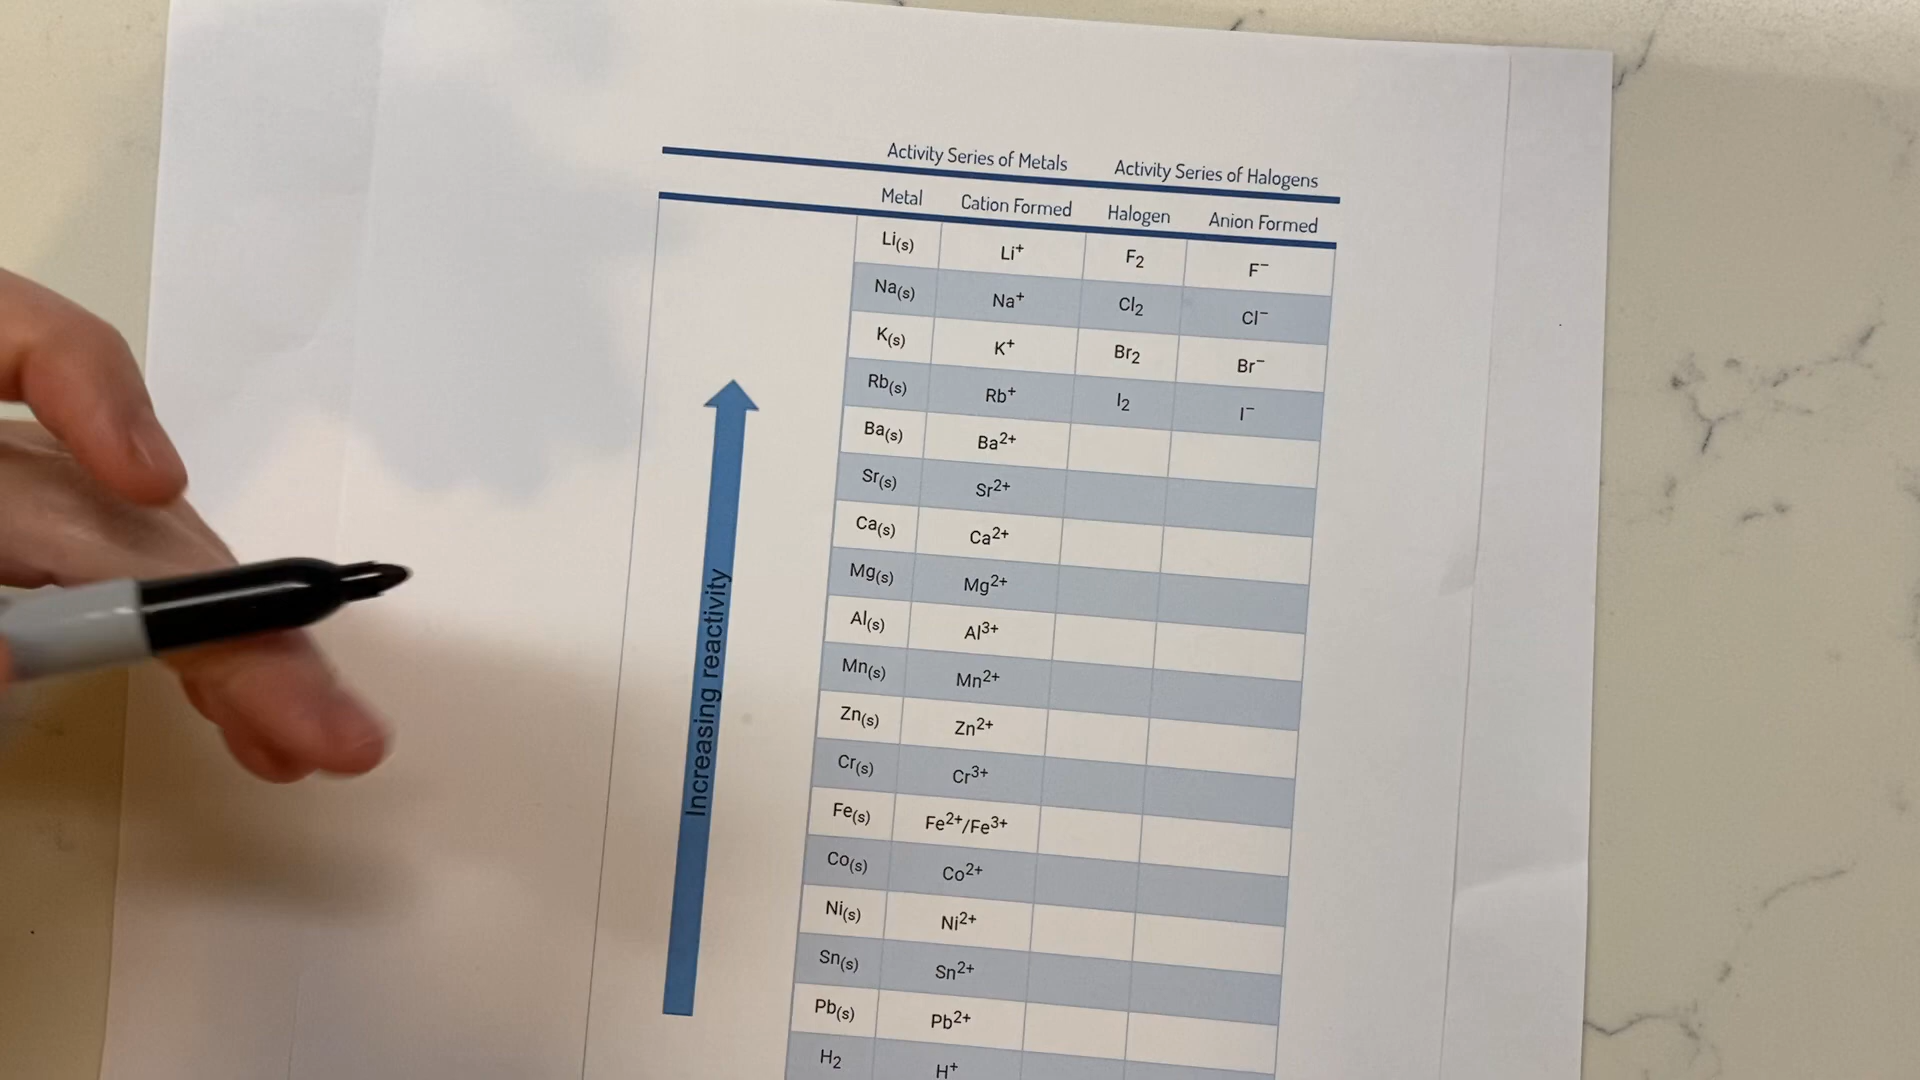 Activity Series of Metals Activity Series of Halogens
Metal Cation Formed Halogen Anion Formed
Li(s) Li⁺ F₂ F⁻
Na(s) Na⁺ Cl₂ Cl⁻
K(s) K⁺ Br₂ Br⁻
Rb(s) Rb⁺ I₂ I⁻
Ba(s) Ba²⁺
Sr(s) Sr²⁺
Ca(s) Ca²⁺
Mg(s) Mg²⁺
Al(s) Al³⁺
Mn(s) Mn²⁺
Zn(s) Zn²⁺
Cr(s) Cr³⁺
Fe(s) Fe²⁺/Fe³⁺
Co(s) Co²⁺
Ni(s) Ni²⁺
Sn(s) Sn²⁺
Pb(s) Pb²⁺
H₂ H⁺
Increasing reactivity